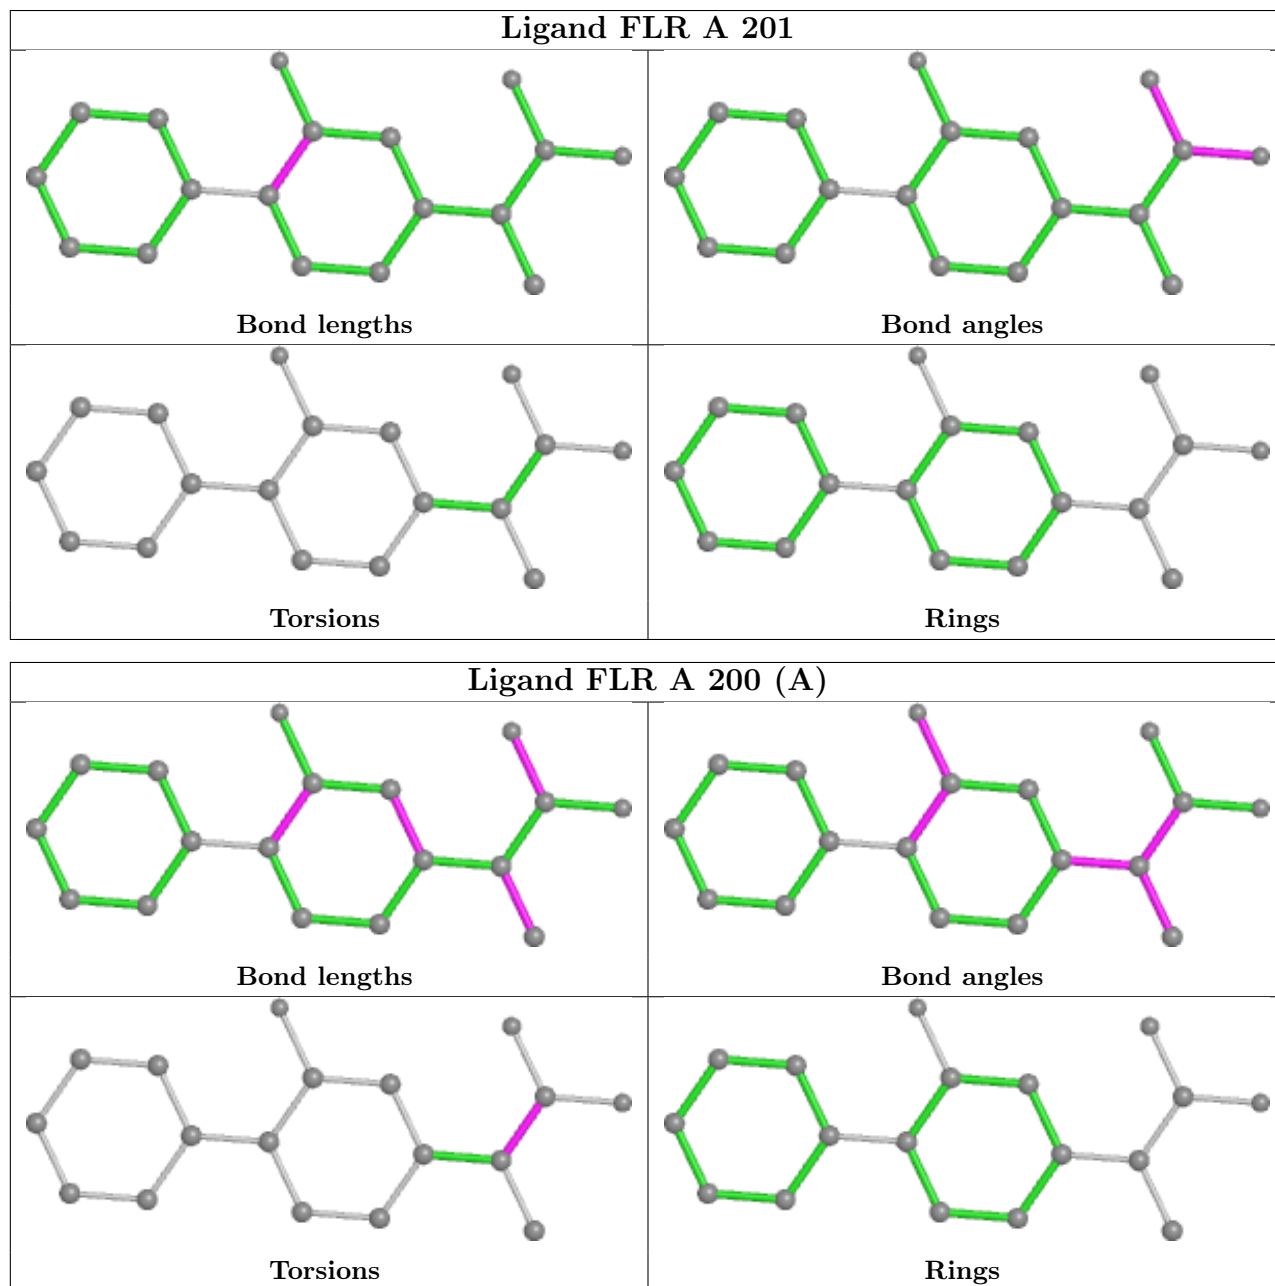 Ligand FLR A 201
Bond lengths
Bond angles
Torsions
Rings
Ligand FLR A 200 (A)
Bond lengths
Bond angles
Torsions
Rings